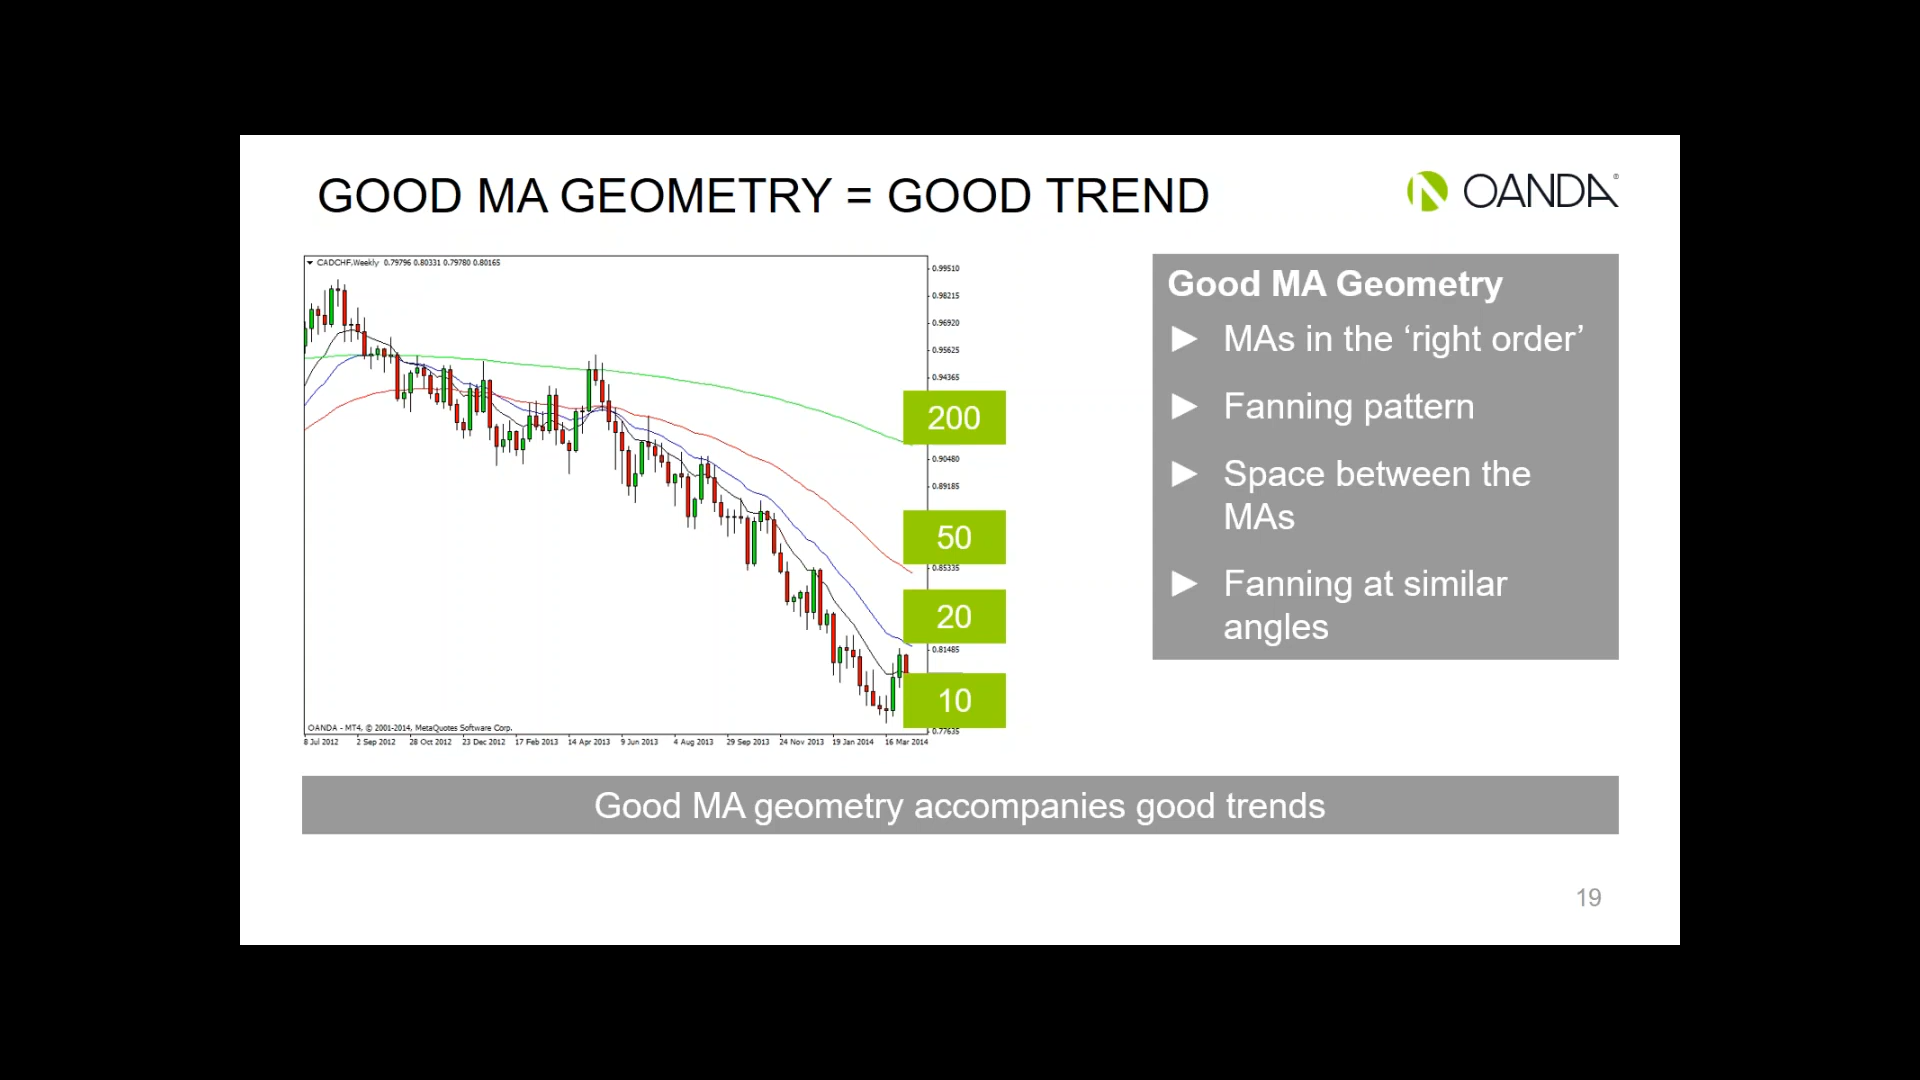 GOOD MA GEOMETRY = GOOD TREND
OANDA®
CADCHF,Weekly 0.79796 0.80331 0.79780 0.80165
0.99510
0.98215
0.96920
0.95625
0.94365
200
0.90480
0.89185
50
0.85335
20
0.81485
10
0.77635
OANDA - MT4, © 2001-2014, MetaQuotes Software Corp.
8 Jul 2012 2 Sep 2012 28 Oct 2012 23 Dec 2012 17 Feb 2013 14 Apr 2013 9 Jun 2013 4 Aug 2013 29 Sep 2013 24 Nov 2013 19 Jan 2014 16 Mar 2014
Good MA Geometry
► MAs in the ‘right order’
► Fanning pattern
► Space between the
MAs
► Fanning at similar
angles
Good MA geometry accompanies good trends
19